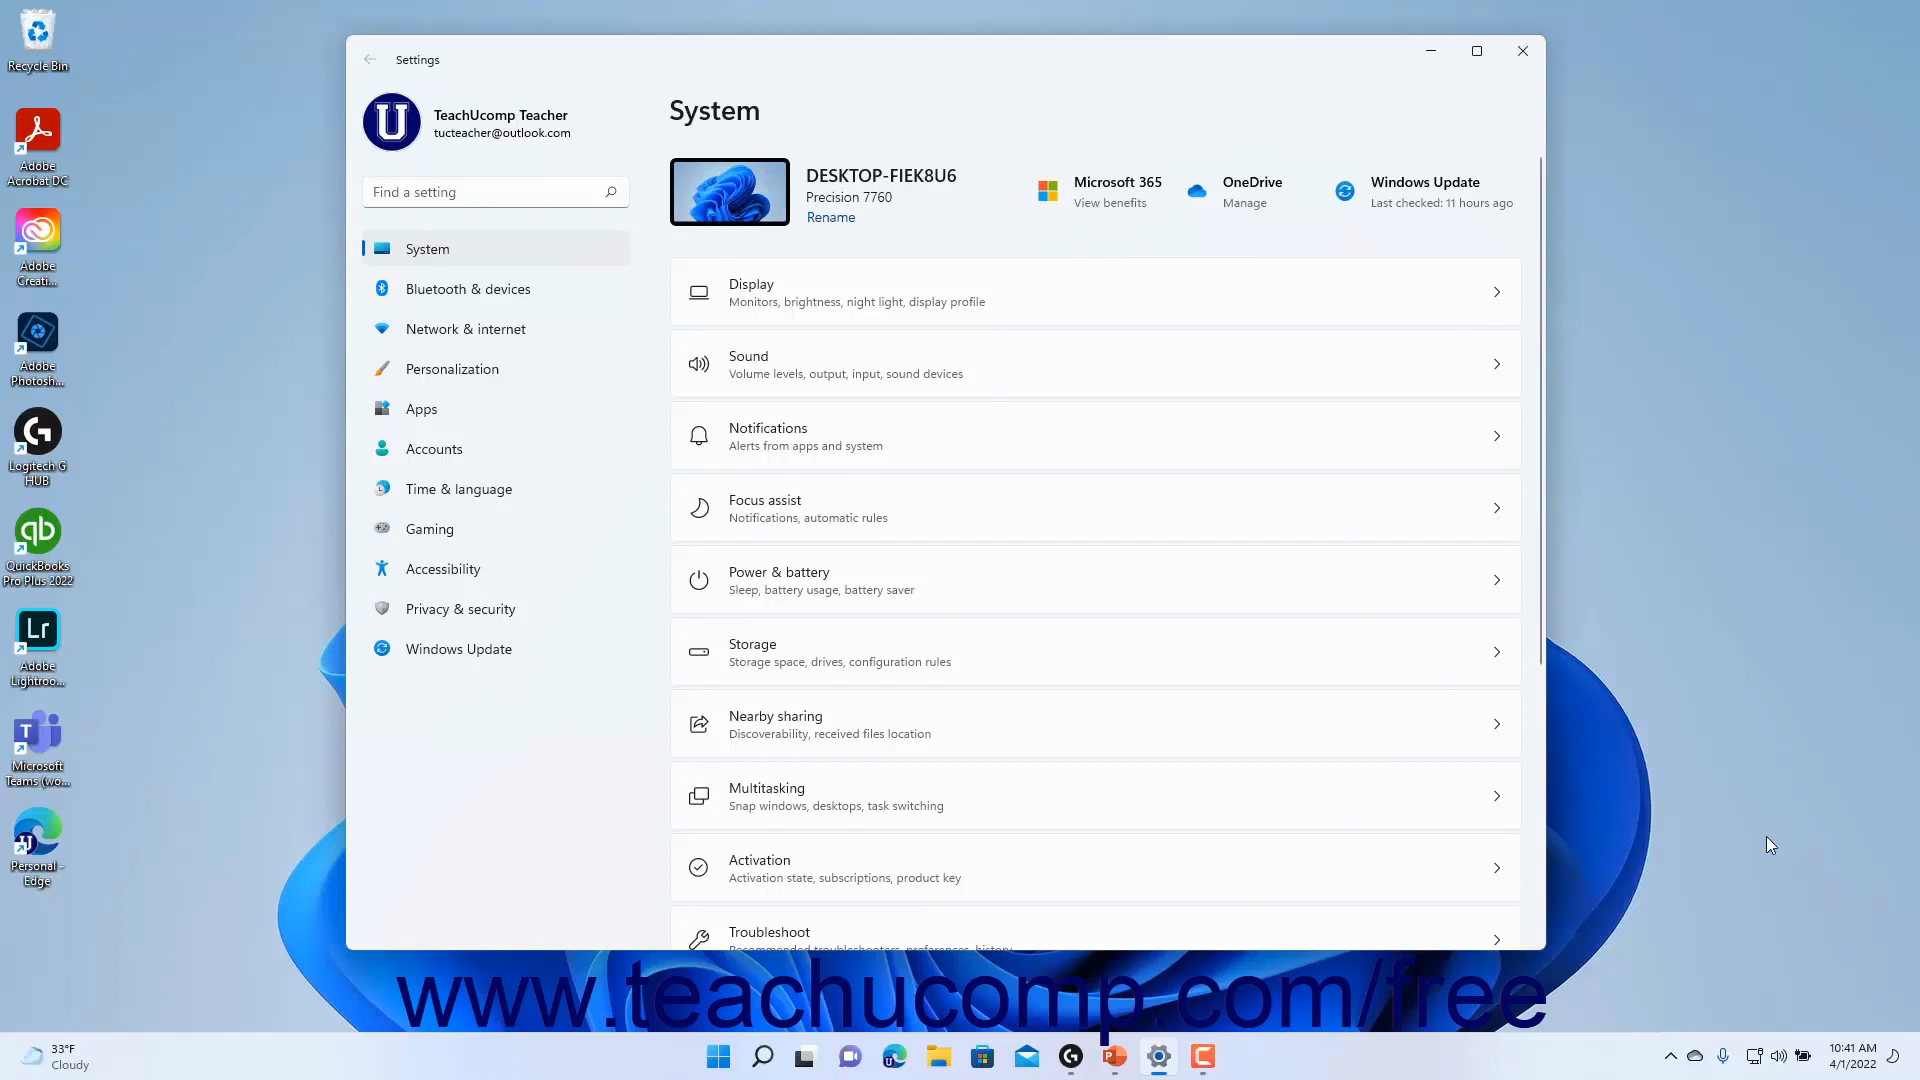 Recycle Bin
Adobe
Acrobat DC
Adobe
Creati...
Adobe
Photosh...
Logitech G
HUB
QuickBooks
Pro Plus 2022
Adobe
Lightroo...
Microsoft
Teams (wo...
Personal -
Edge
Settings
TeachUcomp Teacher
tucteacher@outlook.com
Find a setting
System
Bluetooth & devices
Network & internet
Personalization
Apps
Accounts
Time & language
Gaming
Accessibility
Privacy & security
Windows Update
System
DESKTOP-FIEK8U6
Precision 7760
Rename
Microsoft 365
View benefits
OneDrive
Manage
Windows Update
Last checked: 11 hours ago
Display
Monitors, brightness, night light, display profile
Sound
Volume levels, output, input, sound devices
Notifications
Alerts from apps and system
Focus assist
Notifications, automatic rules
Power & battery
Sleep, battery usage, battery saver
Storage
Storage space, drives, configuration rules
Nearby sharing
Discoverability, received files location
Multitasking
Snap windows, desktops, task switching
Activation
Activation state, subscriptions, product key
Troubleshoot
Recommended troubleshooters, preferences, history
www.teachucomp.com/free
33°F
Cloudy
10:41 AM
4/1/2022